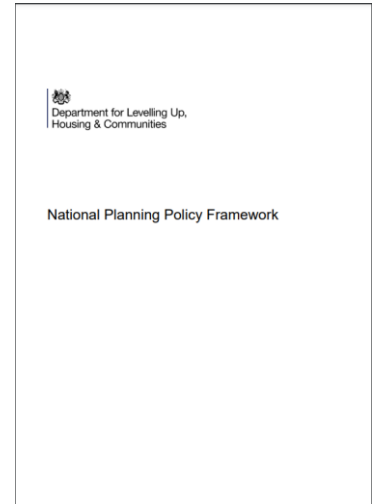 Department for Levelling Up,
Housing & Communities
National Planning Policy Framework